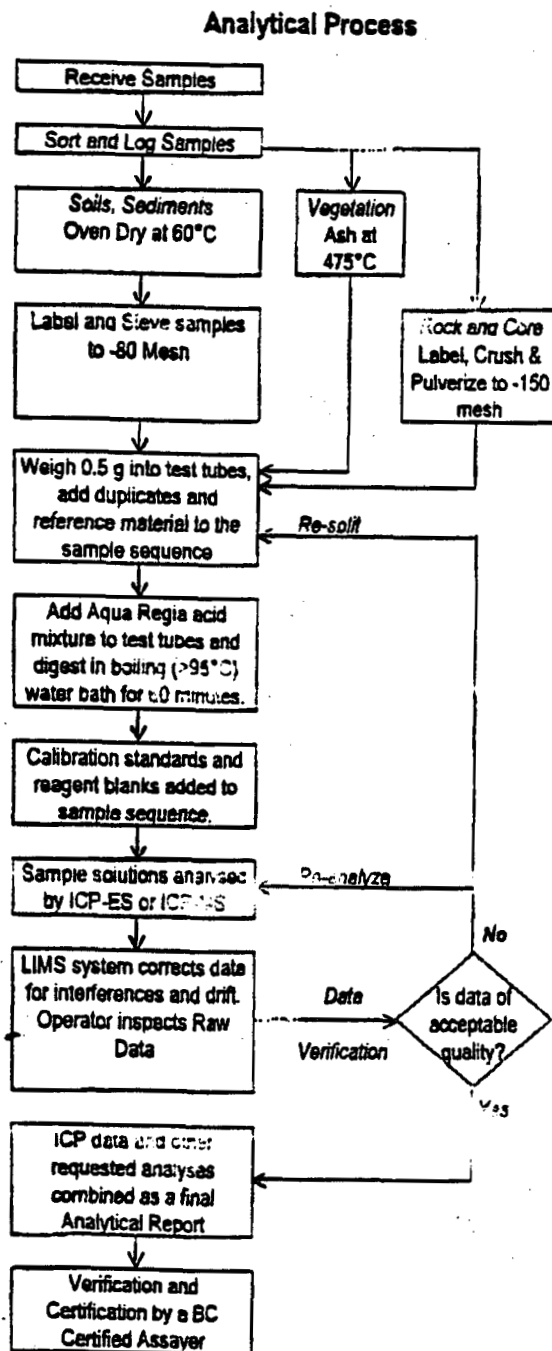 Analytical Process
Receive Samples
Sort and Log Samples
Soils, Sediments
Oven Dry at 60°C
Vegetation
Ash at
475°C
Label and Sieve samples
to -80 Mesh
Rock and Core
Label, Crush &
Pulverize to -150
mesh
Weigh 0.5 g into test tubes,
add duplicates and
reference material to the
sample sequence
Re-split
Add Aqua Regia acid
mixture to test tubes and
digest in boiling (>95°C)
water bath for 60 minutes.
Calibration standards and
reagent blanks added to
sample sequence.
Sample solutions analysed
by ICP-ES or ICP-MS
Re-analyze
No
LIMS system corrects data
for interferences and drift.
Operator inspects Raw
Data
Data
Verification
Is data of
acceptable
quality?
Yes
ICP data and other
requested analyses
combined as a final
Analytical Report
Verification and
Certification by a BC
Certified Assayer